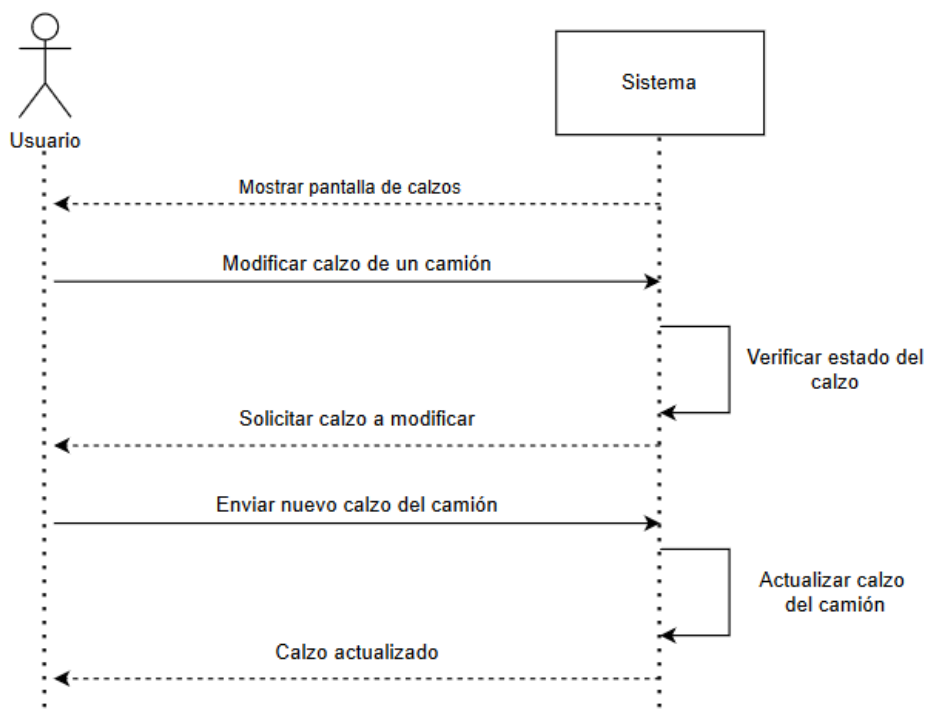 Sistema
Usuario
Mostrar pantalla de calzos
Modificar calzo de un camión
Verificar estado del
calzo
Solicitar calzo a modificar
Enviar nuevo calzo del camión
Actualizar calzo
del camión
Calzo actualizado